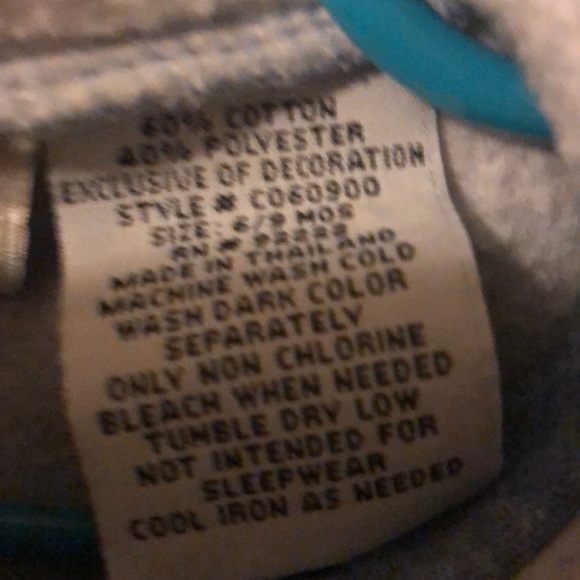 60% COTTON
40% POLYESTER
EXCLUSIVE OF DECORATION
STYLE # C060900
SIZE: 6/9 MOS
RN #
MADE IN THAILAND
MACHINE WASH COLD
WASH DARK COLOR
SEPARATELY
ONLY NON CHLORINE
BLEACH WHEN NEEDED
TUMBLE DRY LOW
NOT INTENDED FOR
SLEEPWEAR
COOL IRON AS NEEDED